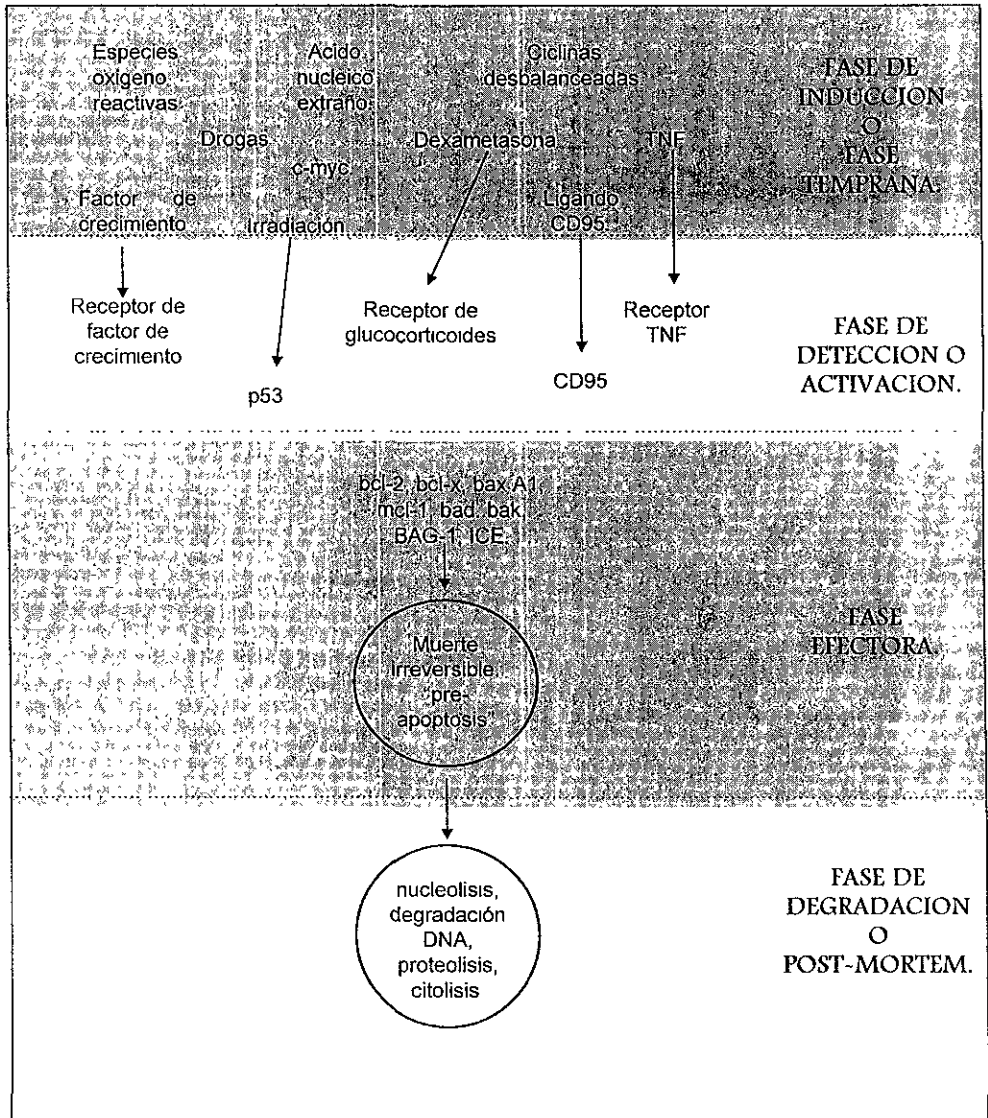 Especies
oxigeno
reactivas
Acido
nucleico
extraño
Ciclinas
desbalanceadas
FASE DE
INDUCCION
O
FASE
TEMPRANA.
Drogas
c-myc
Dexametasona
TNF
Factor de
crecimiento
Irradiación
Ligando
CD95
Receptor de
factor de
crecimiento
p53
Receptor de
glucocorticoides
CD95
Receptor
TNF
FASE DE
DETECCION O
ACTIVACION.
bcl-2, bcl-x, bax A1,
mcl-1, bad, bak,
BAG-1, ICE.
Muerte
irreversible,
"pre-
apoptosis"
FASE
EFECTORA.
nucleolisis,
degradación
DNA,
proteolisis,
citolisis
FASE DE
DEGRADACION
O
POST-MORTEM.